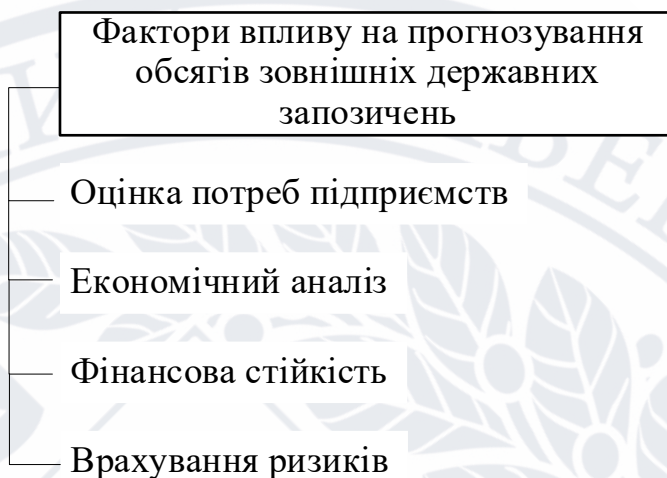 Фактори впливу на прогнозування
обсягів зовнішніх державних
запозичень
Оцінка потреб підприємств
Економічний аналіз
Фінансова стійкість
Врахування ризиків